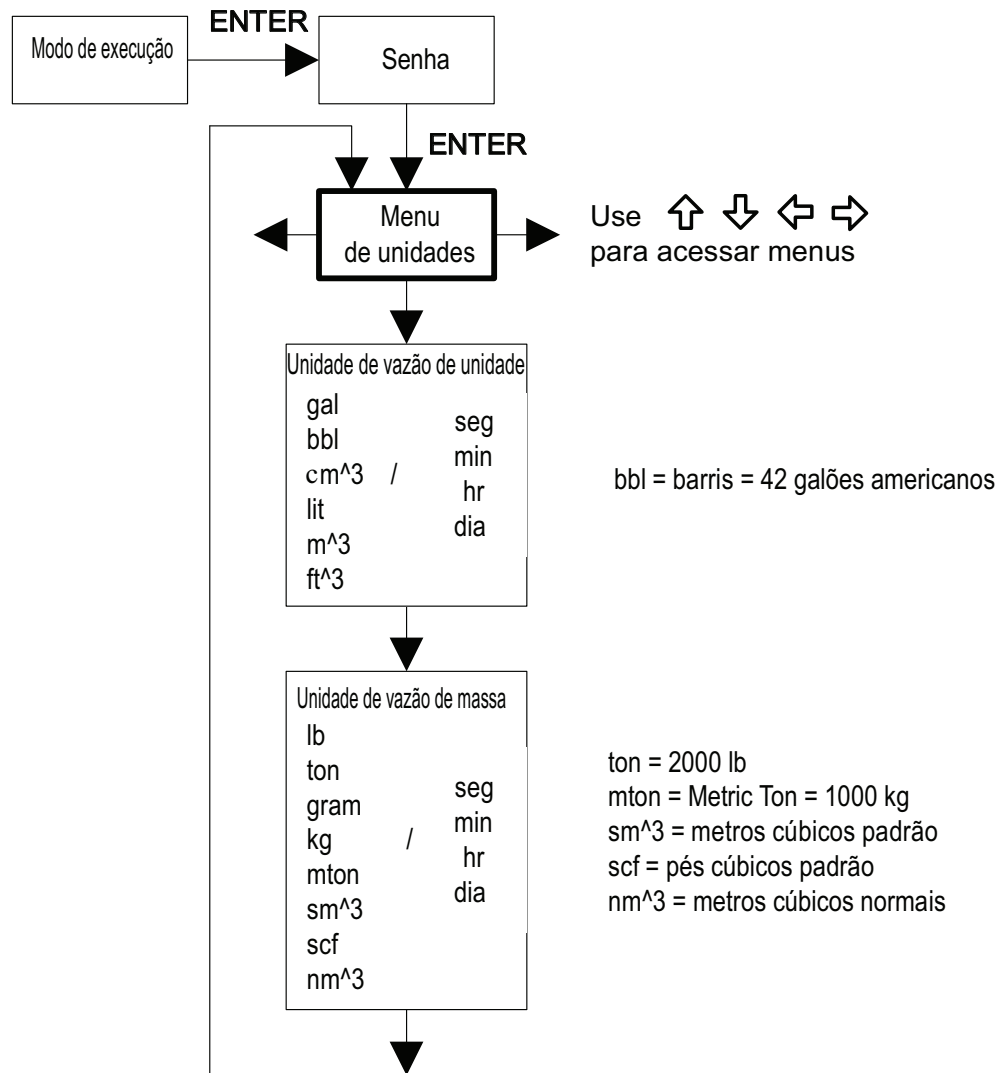 ENTER
Modo de execução
Senha
ENTER
Menu
de unidades
Use
para acessar menus
Unidade de vazão de unidade
gal
bbl
cm^3 /
lit
m^3
ft^3
seg
min
hr
dia
bbl = barris = 42 galões americanos
Unidade de vazão de massa
lb
ton
gram
kg /
mton
sm^3
scf
nm^3
seg
min
hr
dia
ton = 2000 lb
mton = Metric Ton = 1000 kg
sm^3 = metros cúbicos padrão
scf = pés cúbicos padrão
nm^3 = metros cúbicos normais